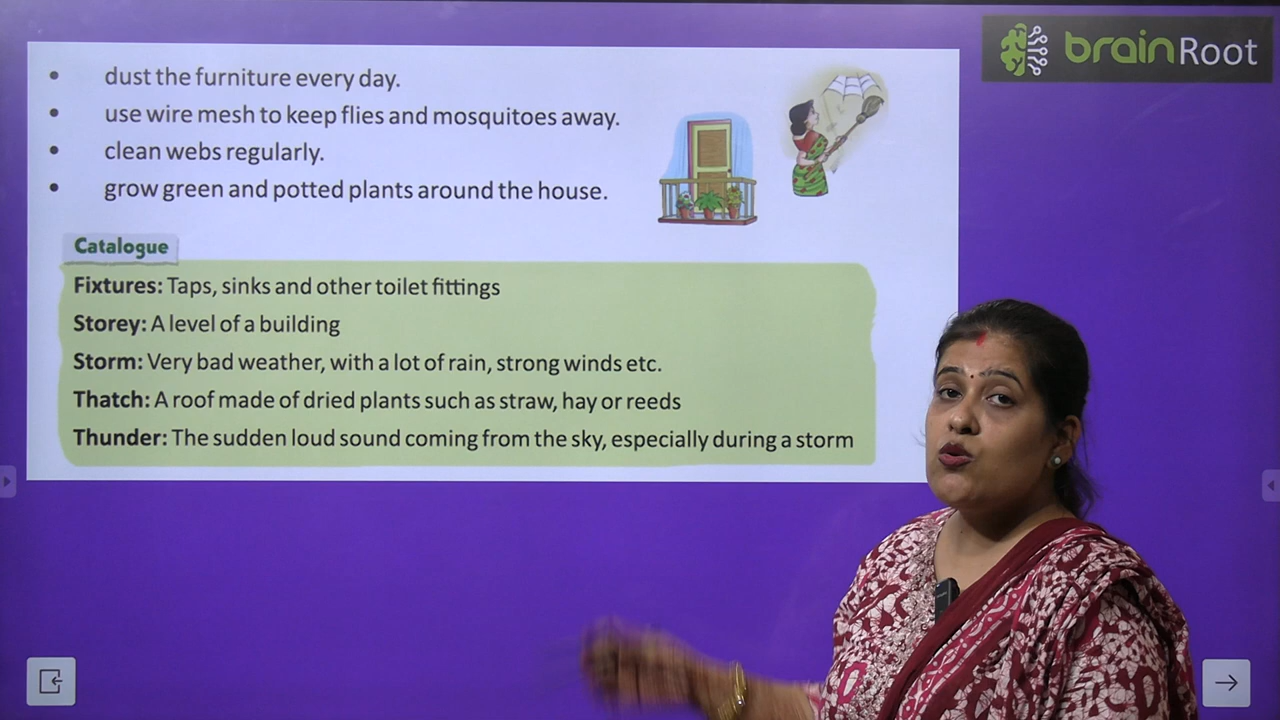 brainRoot
• dust the furniture every day.
• use wire mesh to keep flies and mosquitoes away.
• clean webs regularly.
• grow green and potted plants around the house.
Catalogue
Fixtures: Taps, sinks and other toilet fittings
Storey: A level of a building
Storm: Very bad weather, with a lot of rain, strong winds etc.
Thatch: A roof made of dried plants such as straw, hay or reeds
Thunder: The sudden loud sound coming from the sky, especially during a storm